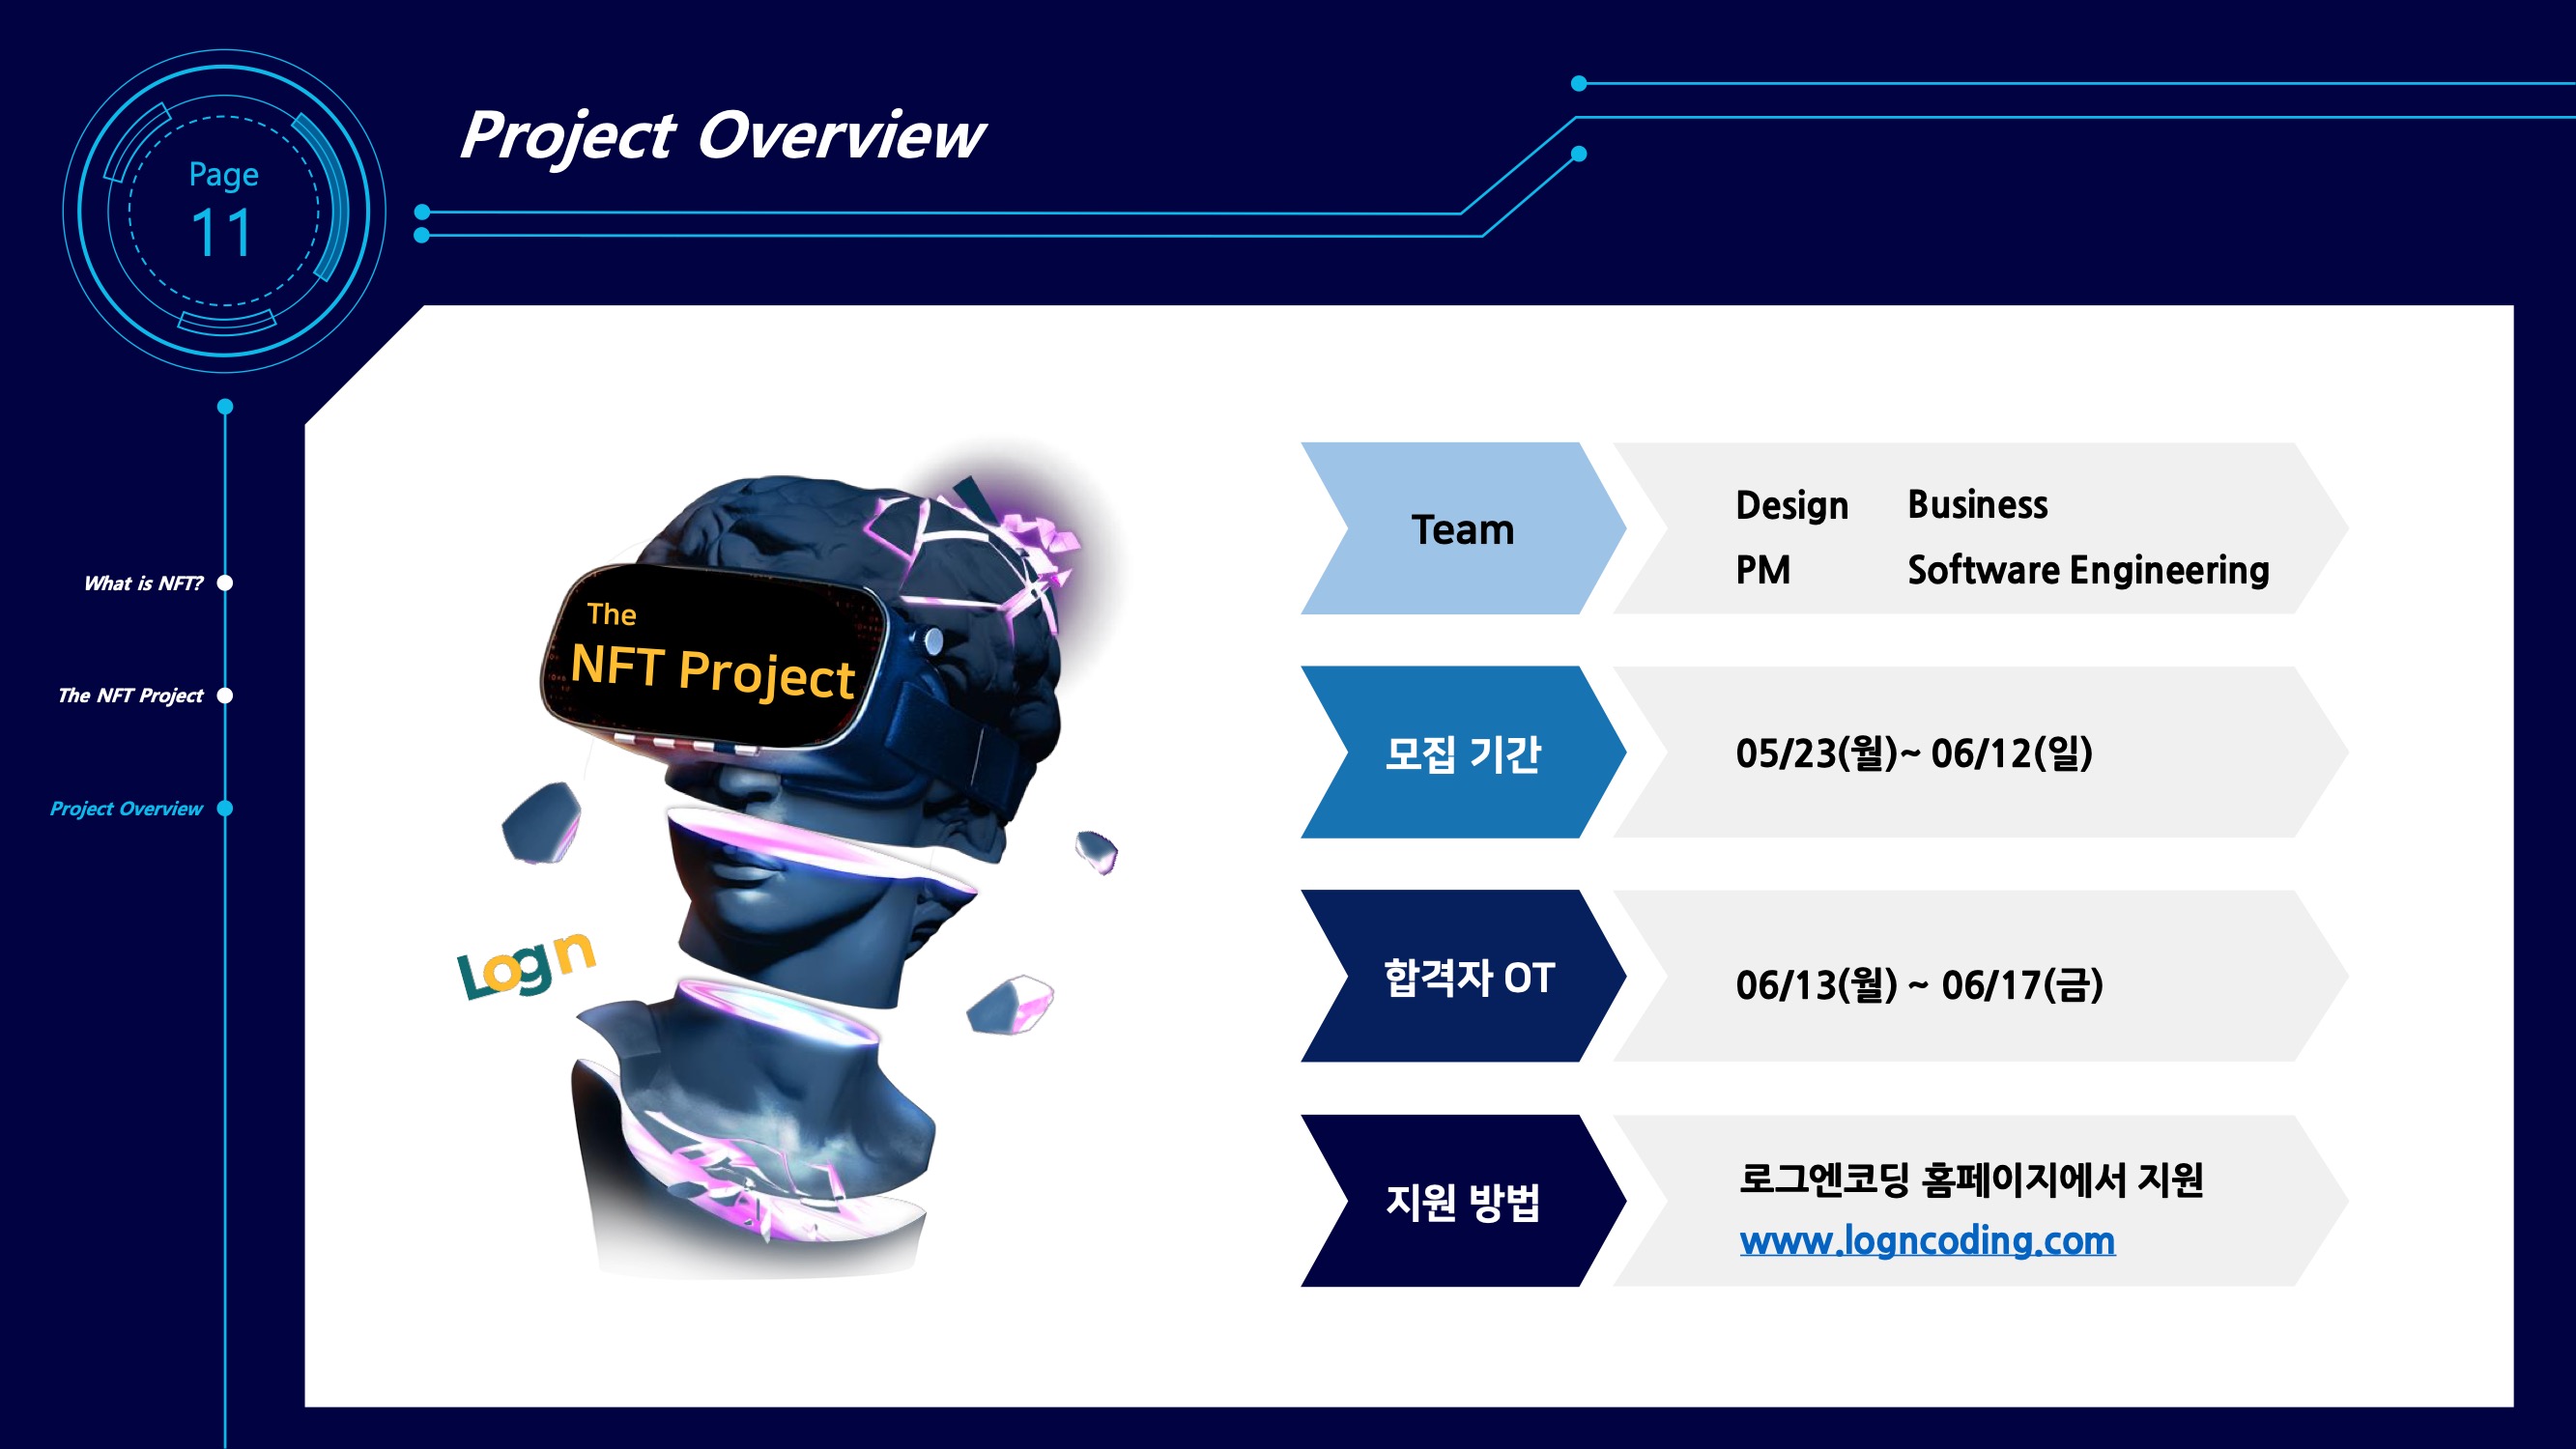 Page
11
Project Overview
What is NFT?
The NFT Project
Project Overview
The
NFT Project
Logn
Team
Design Business
PM Software Engineering
모집 기간
05/23(월)~ 06/12(일)
합격자 OT
06/13(월) ~ 06/17(금)
지원 방법
로그엔코딩 홈페이지에서 지원
www.logncoding.com